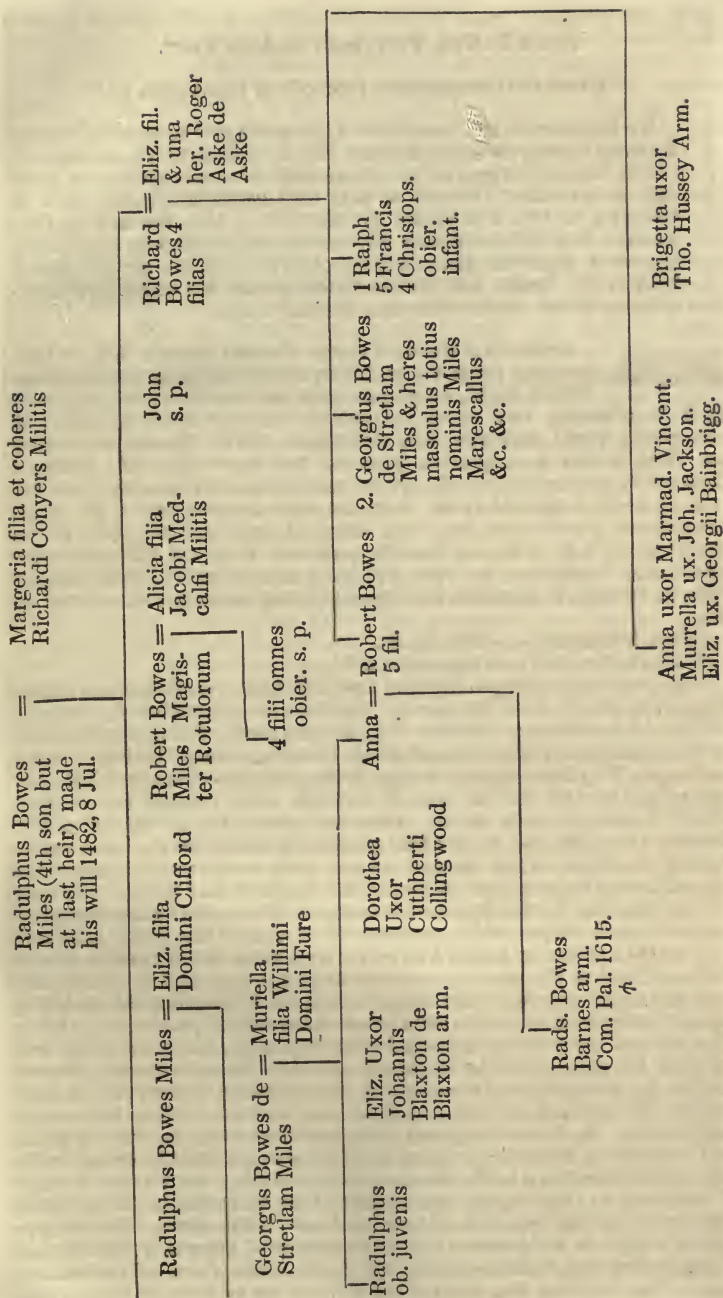 Radulphus Bowes
Miles (4th son but
at last heir) made
his will 1482, 8 Jul.
=
Margeria filia et coheres
Richardi Conyers Militis
Radulphus Bowes Miles = Eliz. filia
Domini Clifford
Robert Bowes = Alicia filia
Miles Magis- Jacobi Med-
ter Rotulorum calfi Militis
John
s. p.
Richard = Eliz. fil.
Bowes 4 & una
filias her. Roger
Aske de
Aske
4 filii omnes
obier. s. p.
Georgus Bowes de = Muriella
Stretlam Miles filia Willimi
Domini Eure
Radulphus
ob. juvenis
Eliz. Uxor
Johannis
Blaxton de
Blaxton arm.
Dorothea
Uxor
Cuthberti
Collingwood
Anna = Robert Bowes
5 fil.
2. Georgius Bowes
de Stretlam
Miles & heres
masculus totius
nominis Miles
Marescallus
&c. &c.
1 Ralph
5 Francis
4 Christops.
obier.
infant.
Rads. Bowes
Barnes arm.
Com. Pal. 1615.
Anna uxor Marmad. Vincent.
Murrella ux. Joh. Jackson.
Eliz. ux. Georgii Bainbrigg.
Brigetta uxor
Tho. Hussey Arm.